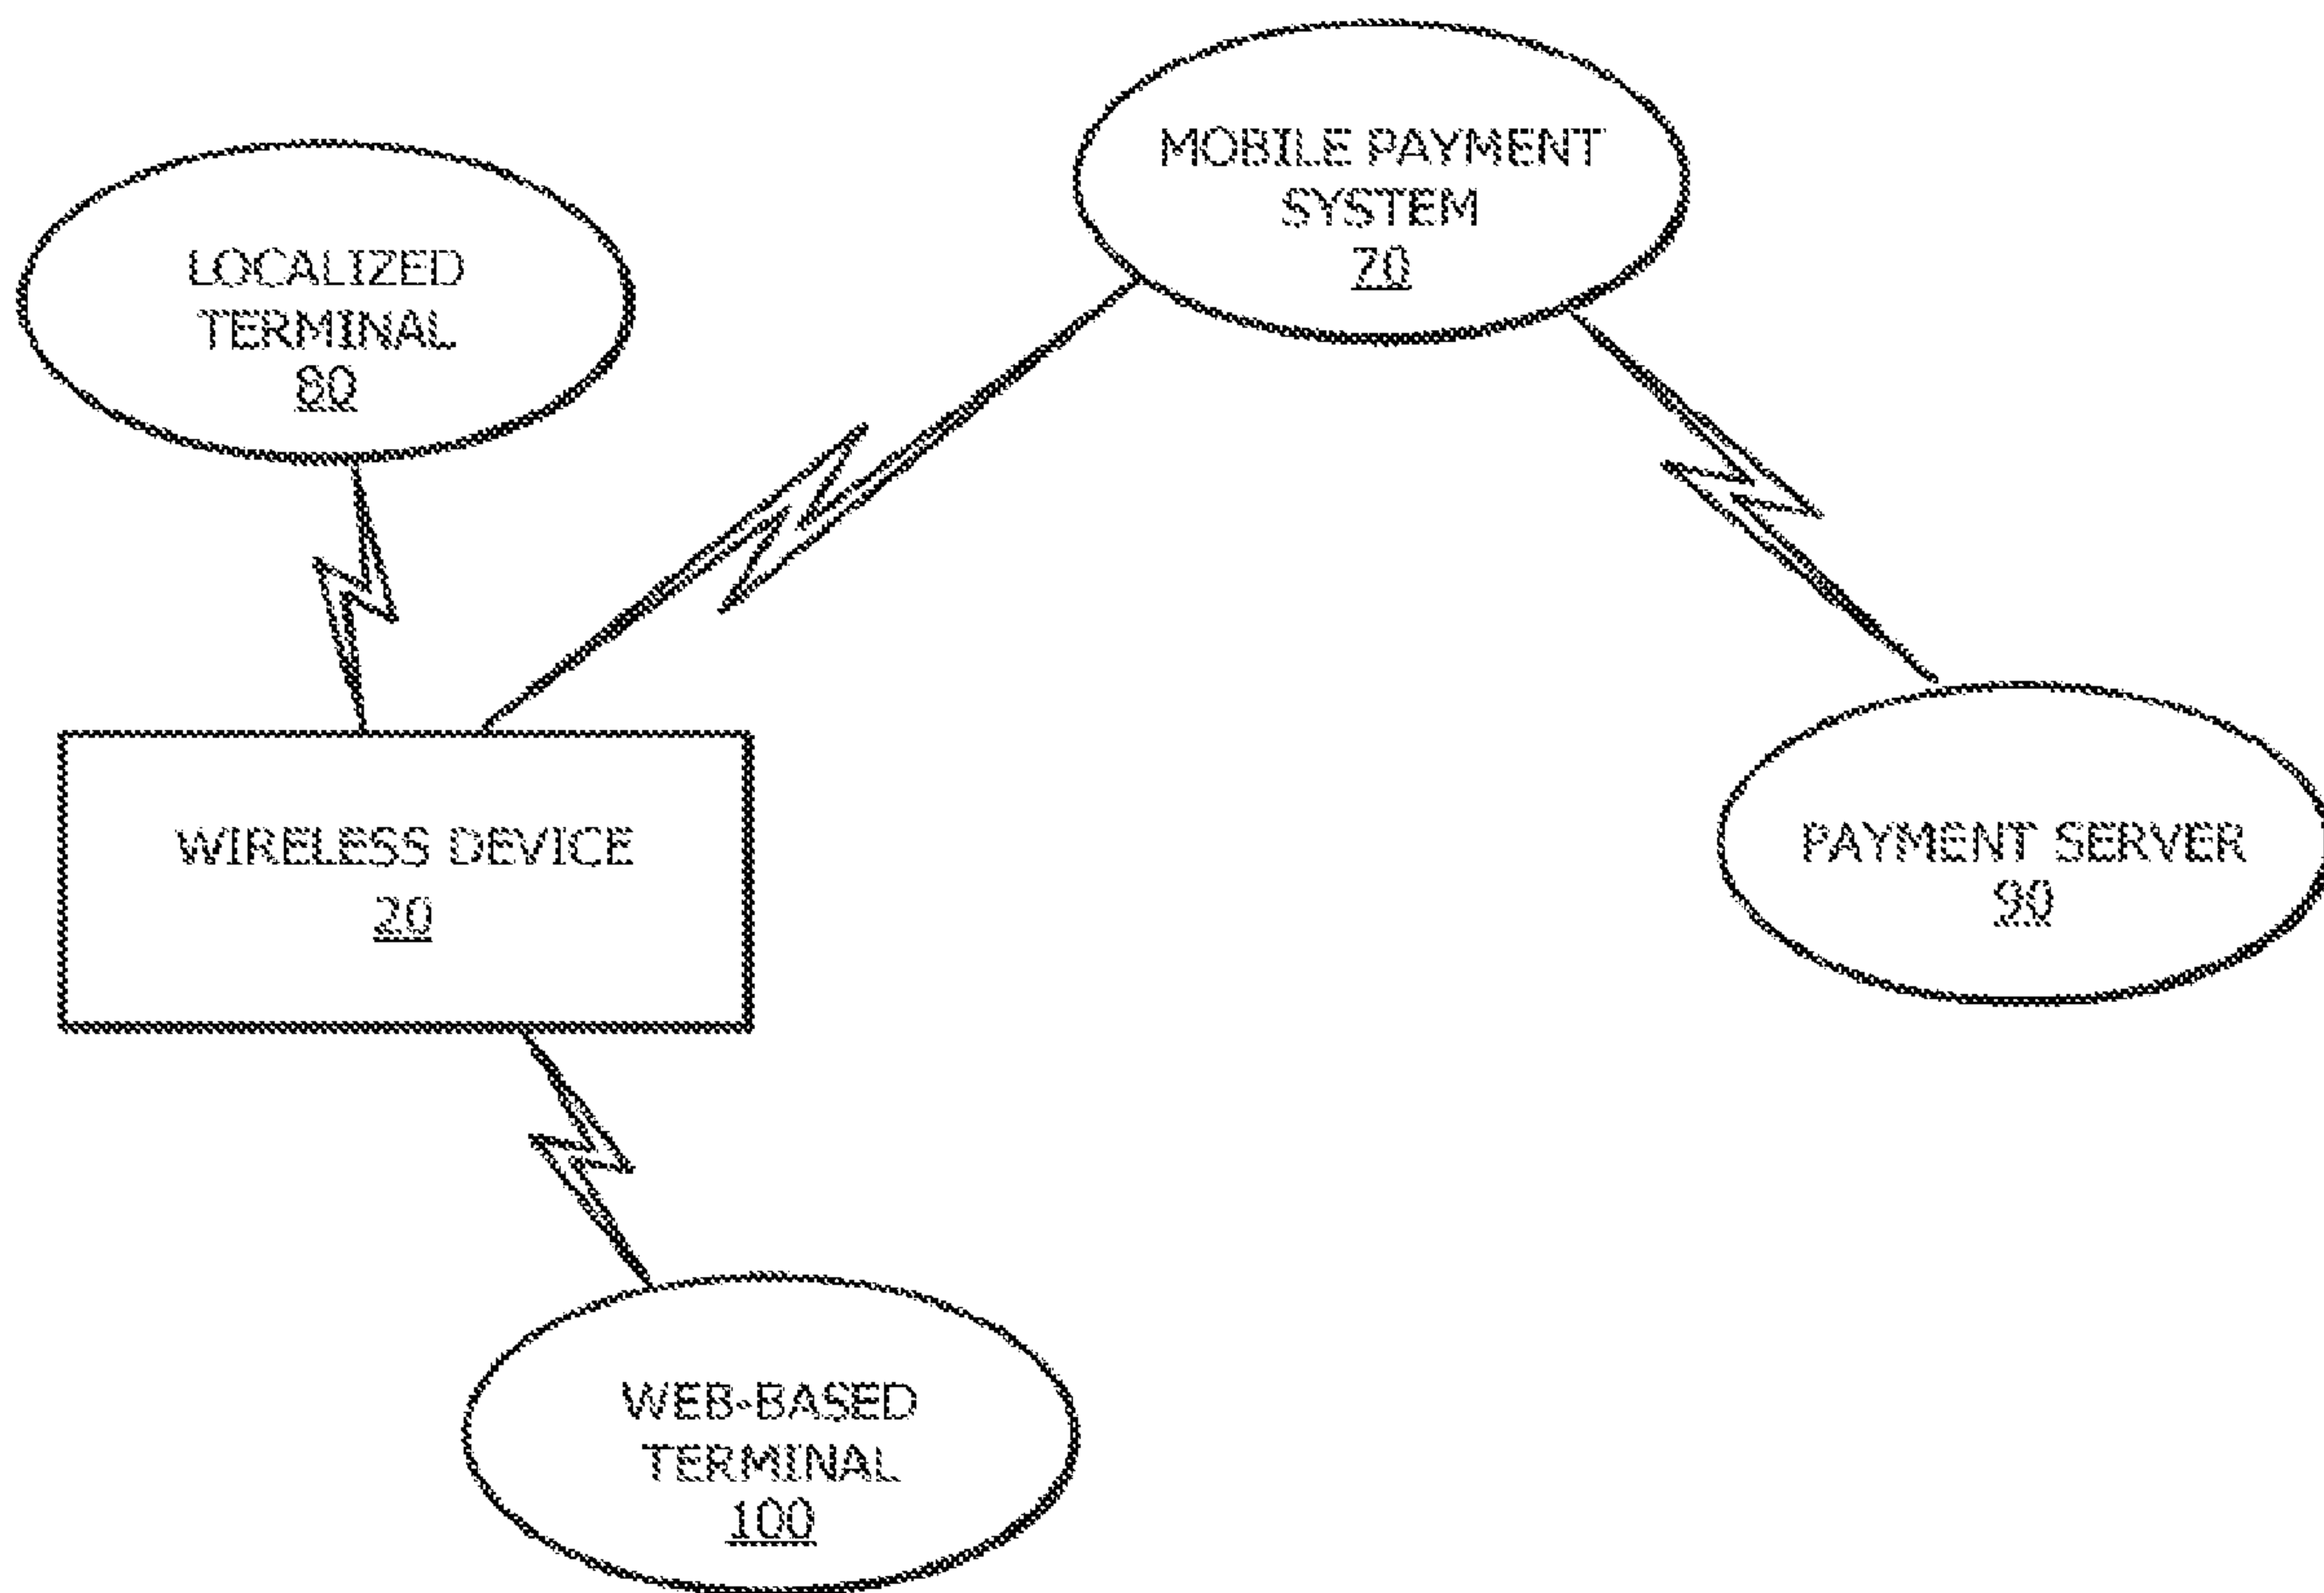 MOBILE PAYMENT
SYSTEM
70
LOCALIZED
TERMINAL
80
WIRELESS DEVICE
20
PAYMENT SERVER
90
WEB-BASED
TERMINAL
100